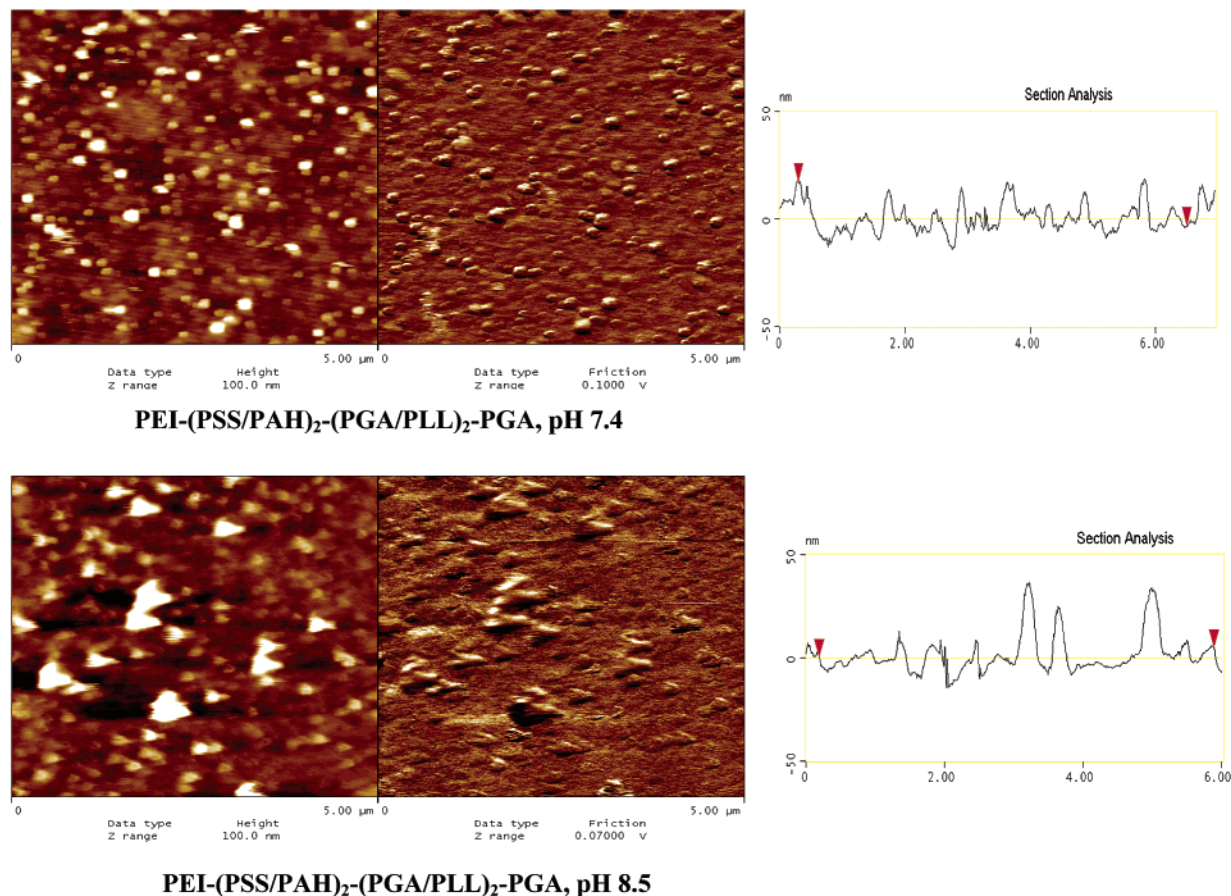 Section Analysis
nm
50
0
-50
0
2.00
4.00
6.00
0 5.00 µm 0 5.00 µm
Data type Height Data type Friction
Z range 100.0 nm Z range 0.1000 V
PEI-(PSS/PAH)₂-(PGA/PLL)₂-PGA, pH 7.4
Section Analysis
nm
50
0
-50
0
2.00
4.00
6.00
0 5.00 µm 0 5.00 µm
Data type Height Data type Friction
Z range 100.0 nm Z range 0.07000 V
PEI-(PSS/PAH)₂-(PGA/PLL)₂-PGA, pH 8.5